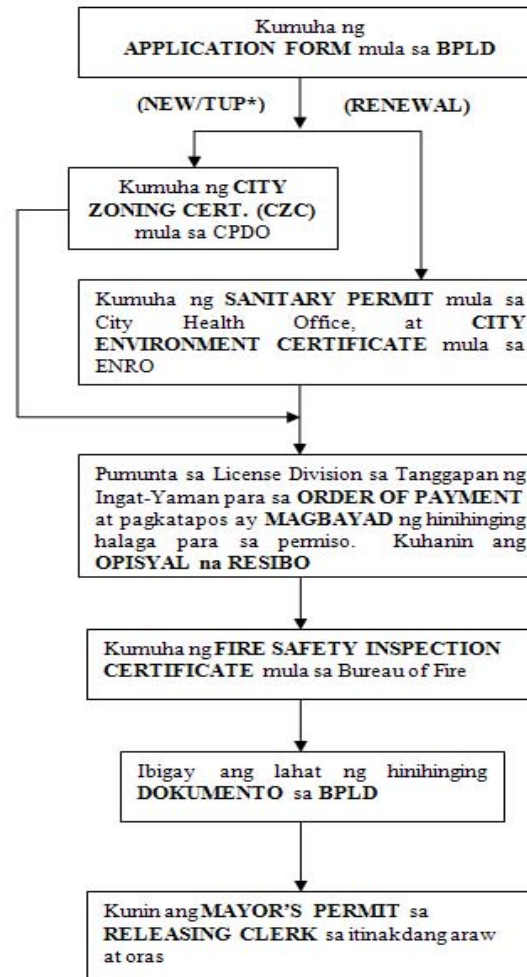 Kumuha ng
APPLICATION FORM mula sa BPLD
(NEW/TUP*)
(RENEWAL)
Kumuha ng CITY
ZONING CERT. (CZC)
mula sa CPDO
Kumuha ng SANITARY PERMIT mula sa
City Health Office, at CITY
ENVIRONMENT CERTIFICATE mula sa
ENRO
Pumunta sa License Division sa Tanggapan ng
Ingat-Yaman para sa ORDER OF PAYMENT
at pagkatapos ay MAGBAYAD ng hinihinging
halaga para sa permiso. Kuhanin ang
OPISYAL na RESIBO
Kumuha ng FIRE SAFETY INSPECTION
CERTIFICATE mula sa Bureau of Fire
Ibigay ang lahat ng hinihinging
DOKUMENTO sa BPLD
Kunin ang MAYOR'S PERMIT sa
RELEASING CLERK sa itinakdang araw
at oras